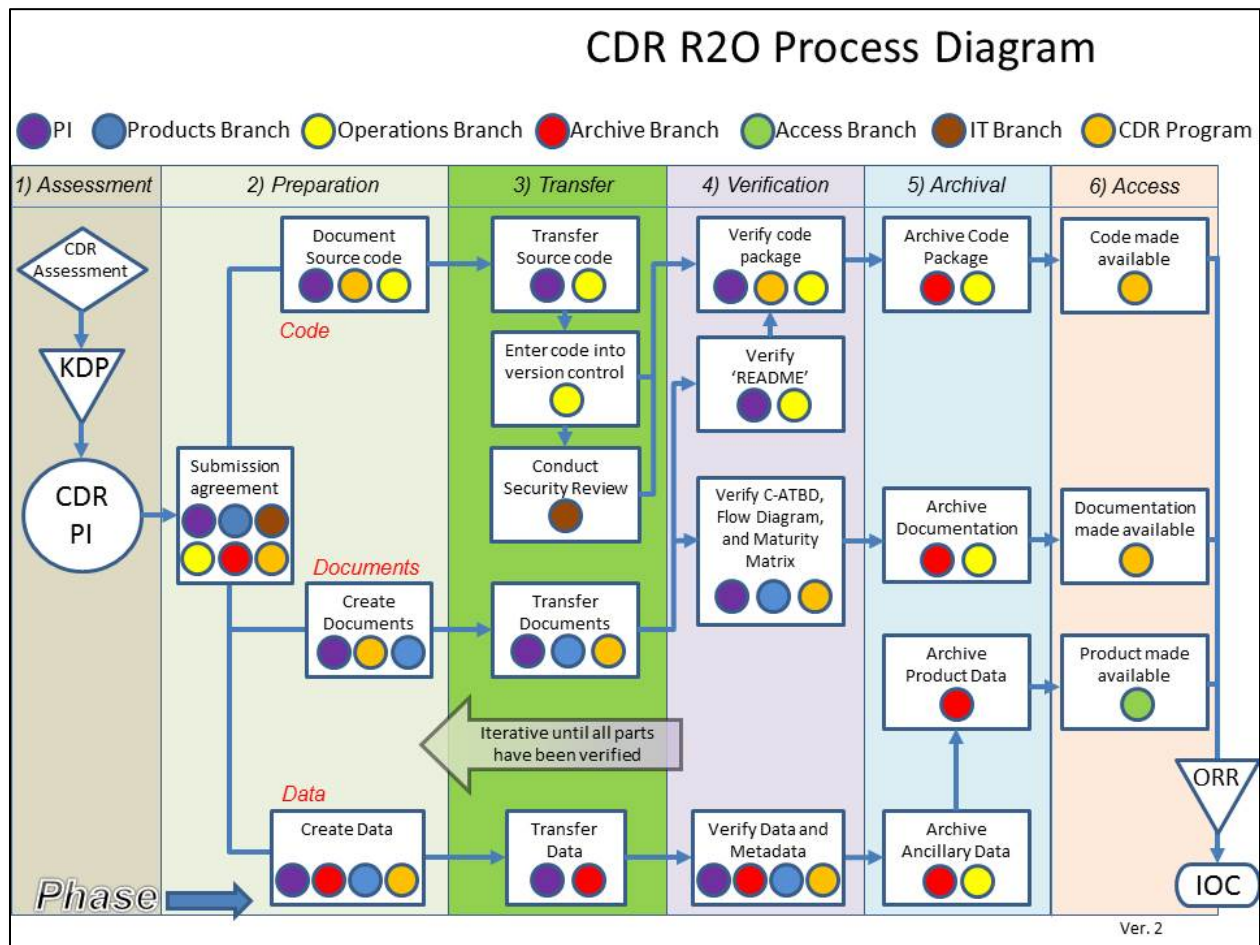 CDR R2O Process Diagram
PI
Products Branch
Operations Branch
Archive Branch
Access Branch
IT Branch
CDR Program
1) Assessment
2) Preparation
3) Transfer
4) Verification
5) Archival
6) Access
CDR
Assessment
KDP
CDR
PI
Submission
agreement
Document
Source code
Code
Documents
Create
Documents
Data
Create Data
Transfer
Source code
Enter code into
version control
Conduct
Security Review
Transfer
Documents
Iterative until all parts
have been verified
Transfer
Data
Verify code
package
Verify
‘README’
Verify C-ATBD,
Flow Diagram,
and Maturity
Matrix
Verify Data and
Metadata
Archive Code
Package
Archive
Documentation
Archive
Product Data
Archive
Ancillary Data
Code made
available
Documentation
made available
Product made
available
ORR
IOC
Phase
Ver. 2